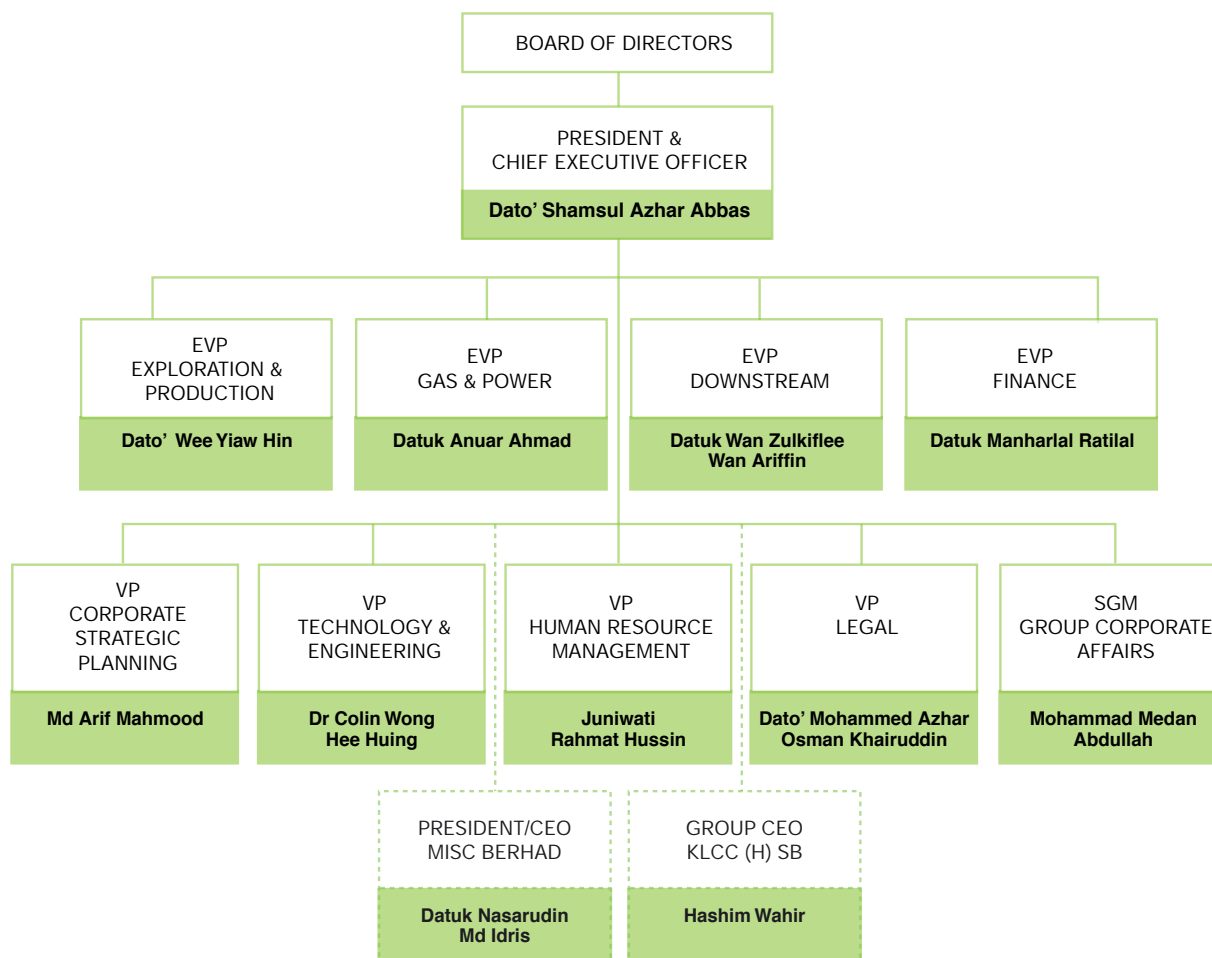 BOARD OF DIRECTORS
PRESIDENT &
CHIEF EXECUTIVE OFFICER
Dato’ Shamsul Azhar Abbas
EVP
EXPLORATION &
PRODUCTION
Dato’ Wee Yiaw Hin
EVP
GAS & POWER
Datuk Anuar Ahmad
EVP
DOWNSTREAM
Datuk Wan Zulkiflee
Wan Ariffin
EVP
FINANCE
Datuk Manharlal Ratilal
VP
CORPORATE
STRATEGIC
PLANNING
Md Arif Mahmood
VP
TECHNOLOGY &
ENGINEERING
Dr Colin Wong
Hee Huing
VP
HUMAN RESOURCE
MANAGEMENT
Juniwati
Rahmat Hussin
VP
LEGAL
Dato’ Mohammed Azhar
Osman Khairuddin
SGM
GROUP CORPORATE
AFFAIRS
Mohammad Medan
Abdullah
PRESIDENT/CEO
MISC BERHAD
Datuk Nasarudin
Md Idris
GROUP CEO
KLCC (H) SB
Hashim Wahir